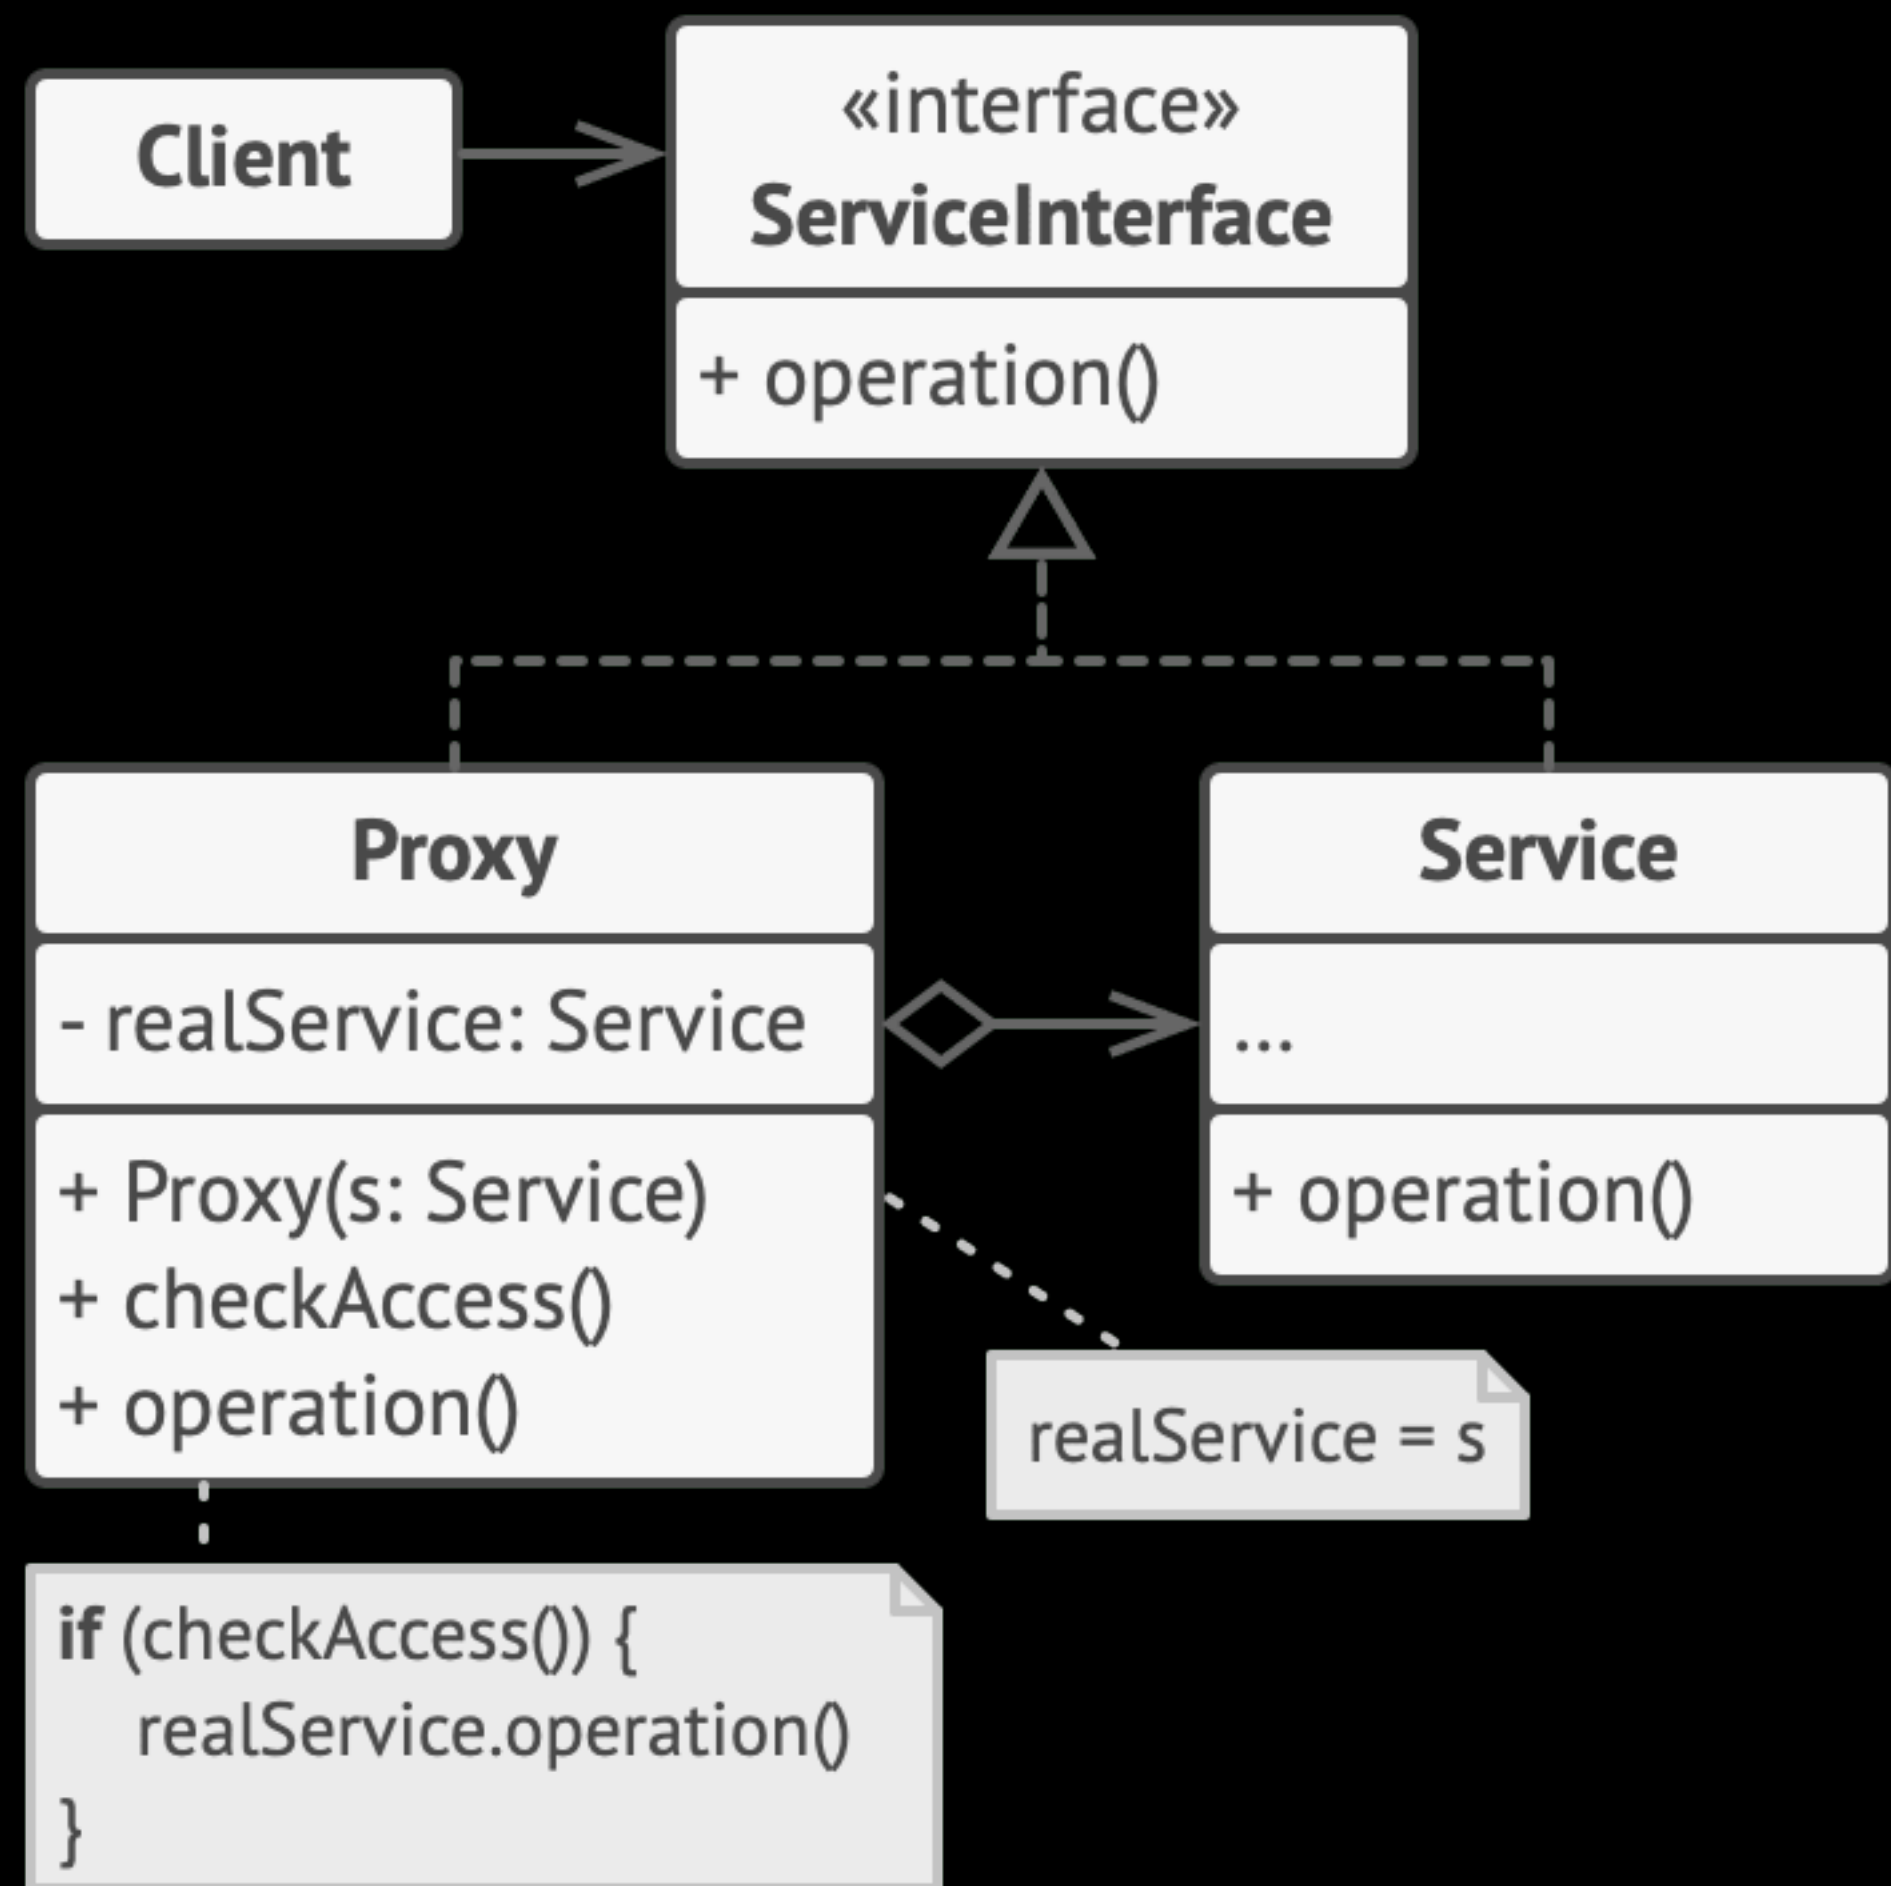 Client
«interface»
ServiceInterface
+ operation()
Proxy
- realService: Service
+ Proxy(s: Service)
+ checkAccess()
+ operation()
Service
...
+ operation()
realService = s
if (checkAccess()) {
realService.operation()
}